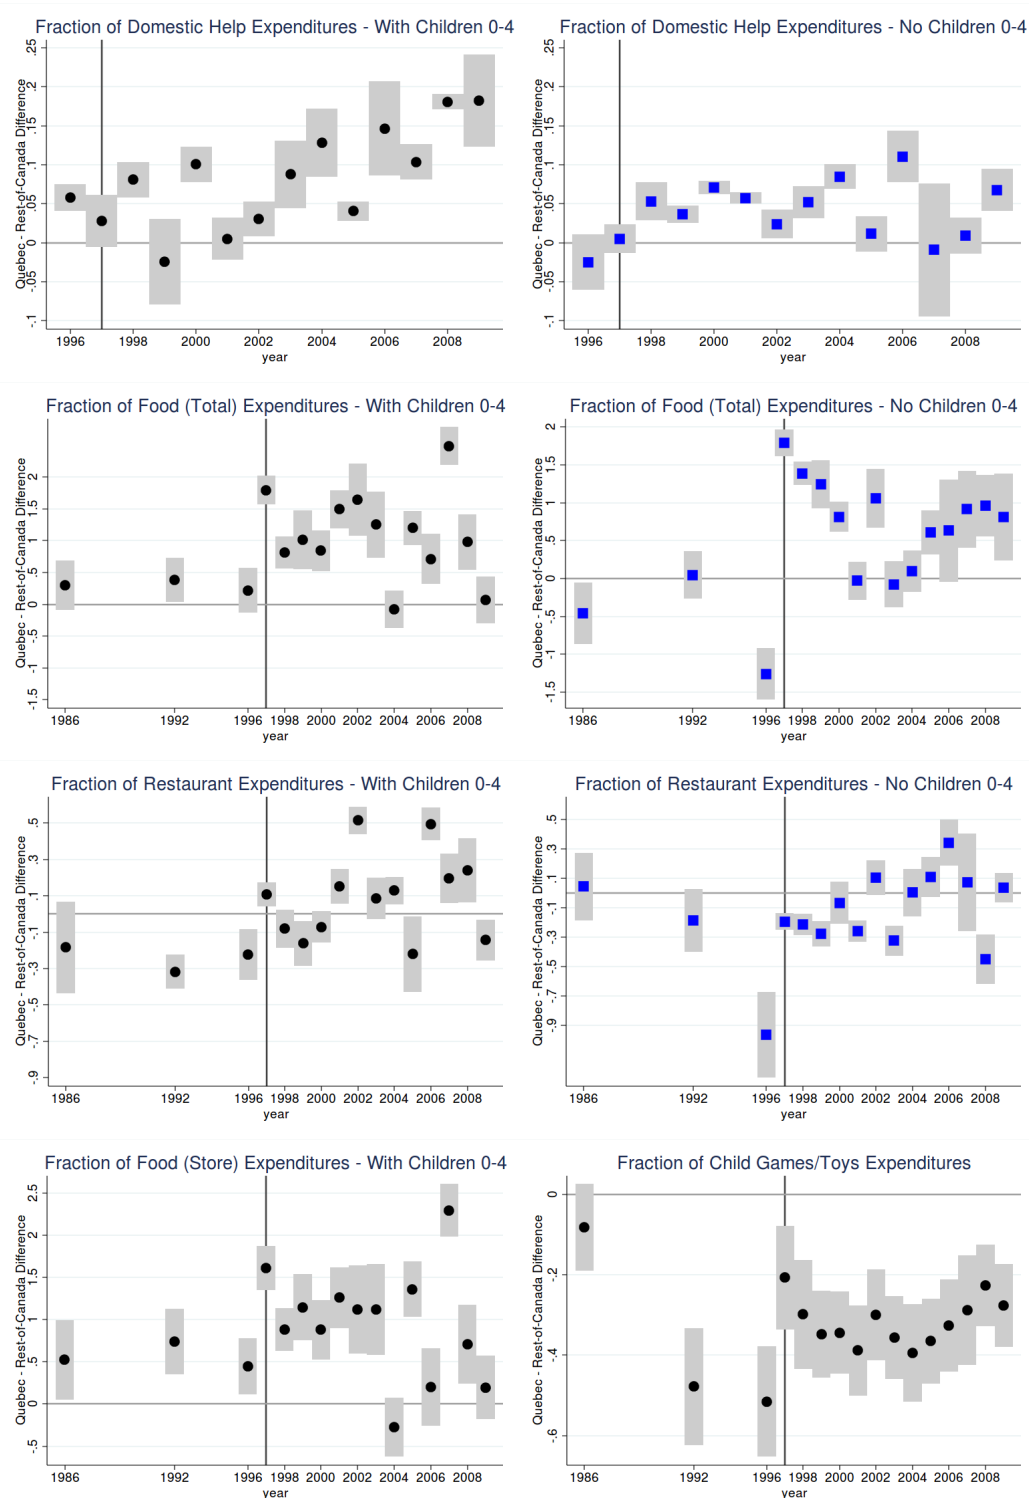 Fraction of Domestic Help Expenditures - With Children 0-4
Quebec - Rest-of-Canada Difference
.25
.2
.15
.1
.05
0
-.05
-.1
1996 1998 2000 2002 2004 2006 2008
year
Fraction of Domestic Help Expenditures - No Children 0-4
Quebec - Rest-of-Canada Difference
.25
.2
.15
.1
.05
0
-.05
-.1
1996 1998 2000 2002 2004 2006 2008
year
Fraction of Food (Total) Expenditures - With Children 0-4
Quebec - Rest-of-Canada Difference
2
1.5
1
.5
0
-.5
-1
-1.5
1986 1992 1996 1998 2000 2002 2004 2006 2008
year
Fraction of Food (Total) Expenditures - No Children 0-4
Quebec - Rest-of-Canada Difference
2
1.5
1
.5
0
-.5
-1
-1.5
1986 1992 1996 1998 2000 2002 2004 2006 2008
year
Fraction of Restaurant Expenditures - With Children 0-4
Quebec - Rest-of-Canada Difference
.5
.3
.1
-.1
-.3
-.5
-.7
-.9
1986 1992 1996 1998 2000 2002 2004 2006 2008
year
Fraction of Restaurant Expenditures - No Children 0-4
Quebec - Rest-of-Canada Difference
.5
.3
.1
-.1
-.3
-.5
-.7
-.9
1986 1992 1996 1998 2000 2002 2004 2006 2008
year
Fraction of Food (Store) Expenditures - With Children 0-4
Quebec - Rest-of-Canada Difference
2.5
2
1.5
1
.5
0
-.5
1986 1992 1996 1998 2000 2002 2004 2006 2008
year
Fraction of Child Games/Toys Expenditures
Quebec - Rest-of-Canada Difference
0
-.2
-.4
-.6
1986 1992 1996 1998 2000 2002 2004 2006 2008
year